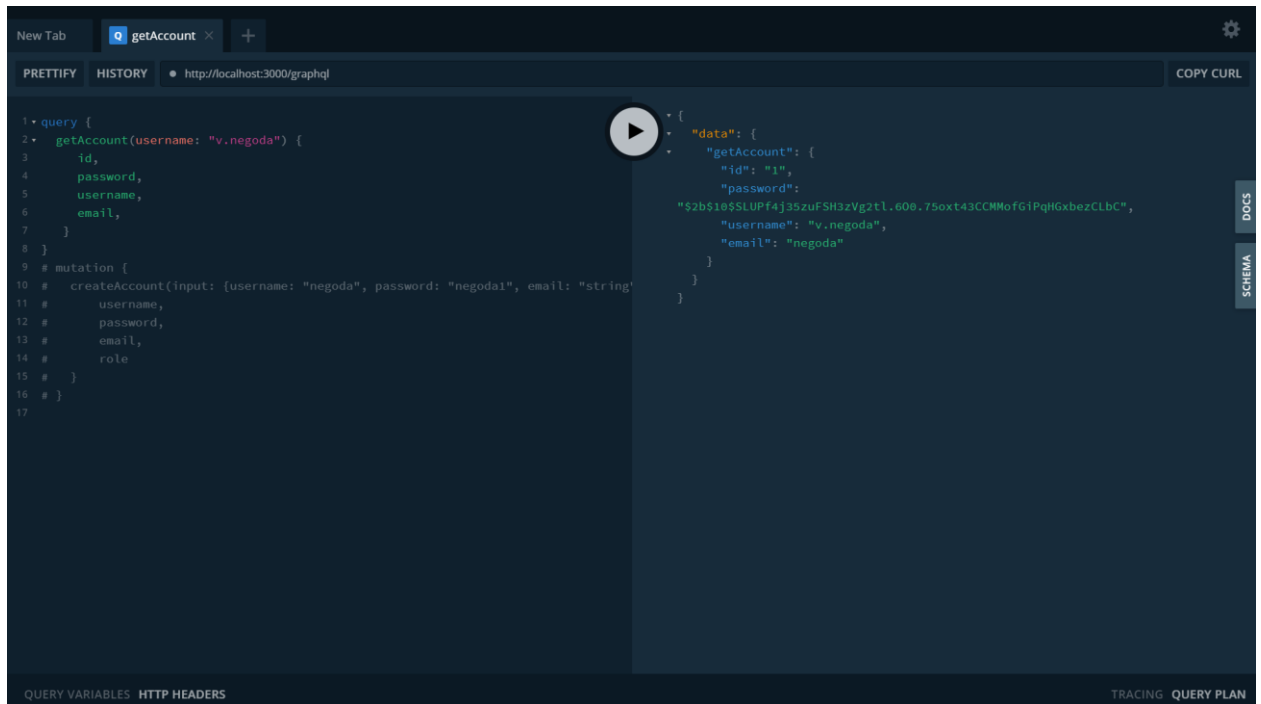 New Tab
Q getAccount × +
PRETTIFY HISTORY http://localhost:3000/graphql COPY CURL
1 query {
2 getAccount(username: "v.negoda") {
3 id,
4 password,
5 username,
6 email,
7 }
8 }
9 # mutation {
10 # createAccount(input: {username: "negoda", password: "negoda1", email: "string"
11 # username,
12 # password,
13 # email,
14 # role
15 # }
16 # }
17
{
"data": {
"getAccount": {
"id": "1",
"password":
"$2b$10$SLUPf4j35zuFSH3zVg2tl.6O0.75oxt43CCMMofGiPqHGxbezCLbC",
"username": "v.negoda",
"email": "negoda"
}
}
}
DOCS
SCHEMA
QUERY VARIABLES HTTP HEADERS
TRACING QUERY PLAN